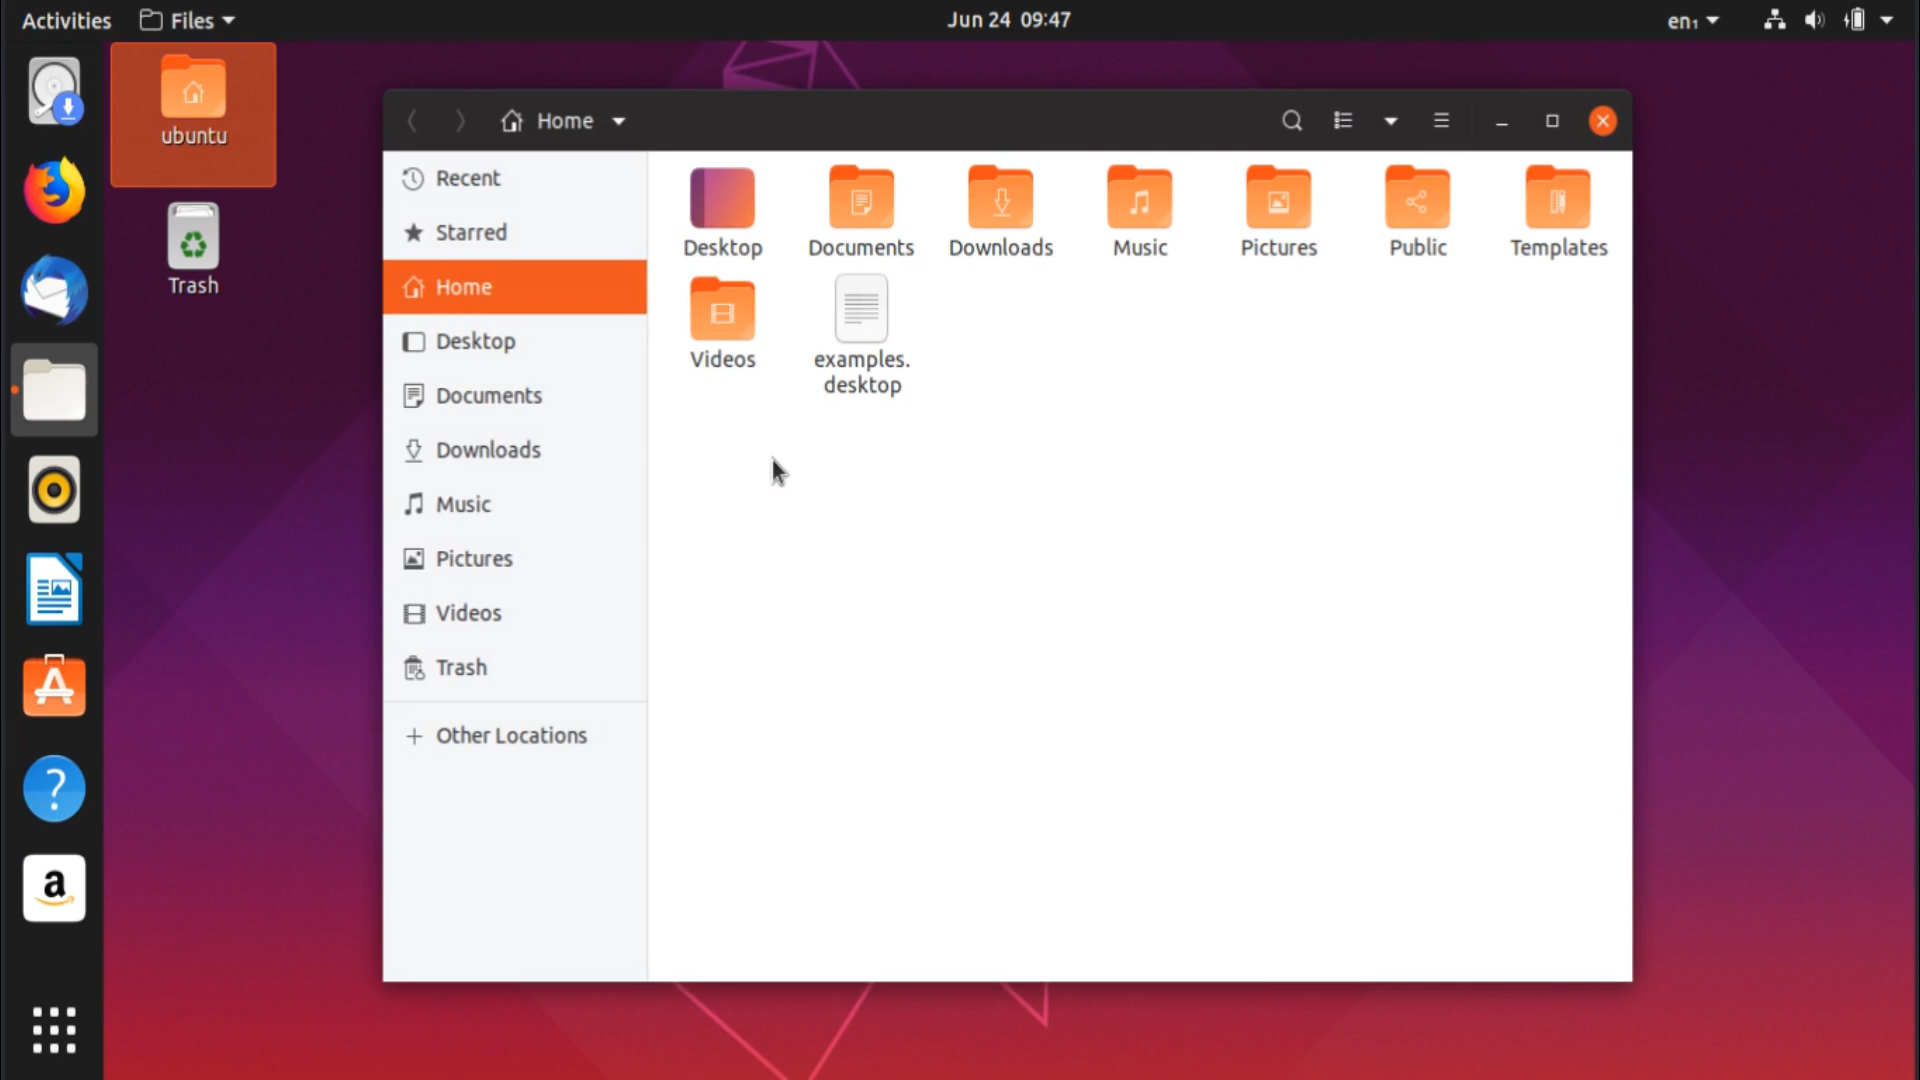 Activities
Files
Jun 24 09:47
en₁
ubuntu
Trash
Home
Recent
Starred
Home
Desktop
Documents
Downloads
Music
Pictures
Videos
Trash
Other Locations
Desktop
Documents
Downloads
Music
Pictures
Public
Templates
Videos
examples.
desktop
?
a